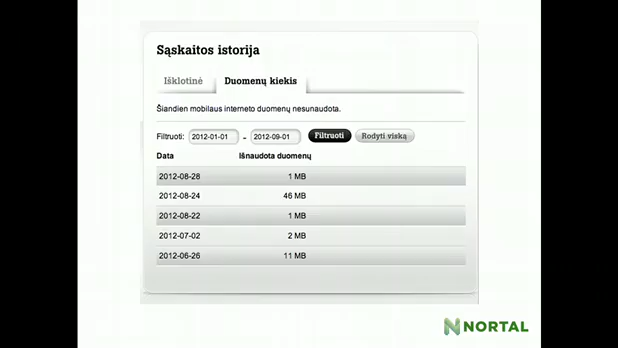 Sąskaitos istorija
Išklotinė Duomenų kiekis
Šiandien mobilaus interneto duomenų nesunaudota.
Filtruoti: 2012-01-01 - 2012-09-01 Filtruoti Rodyti viską
Data Išnaudota duomenų
2012-08-28 1 MB
2012-08-24 46 MB
2012-08-22 1 MB
2012-07-02 2 MB
2012-06-26 11 MB
NORTAL